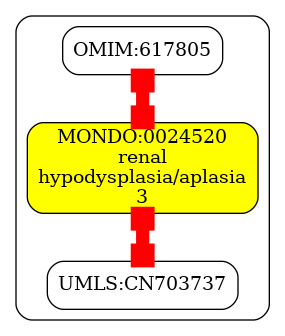 OMIM:617805
MONDO:0024520
renal
hypodysplasia/aplasia
3
UMLS:CN703737